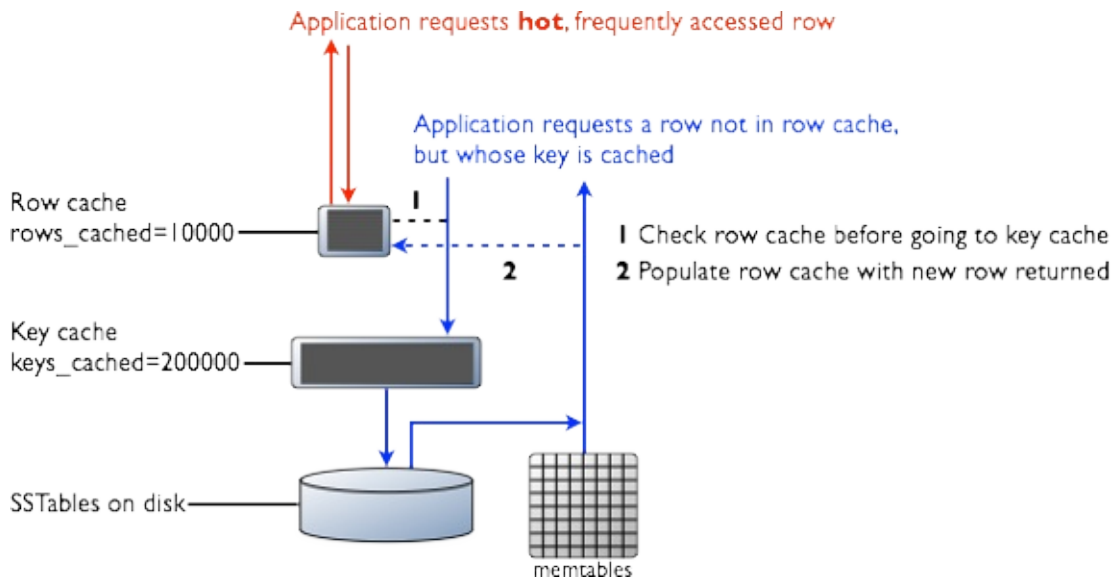 Application requests hot, frequently accessed row
Application requests a row not in row cache,
but whose key is cached
1
Row cache
rows_cached=10000
1 Check row cache before going to key cache
2
2 Populate row cache with new row returned
Key cache
keys_cached=200000
SSTables on disk
memtables